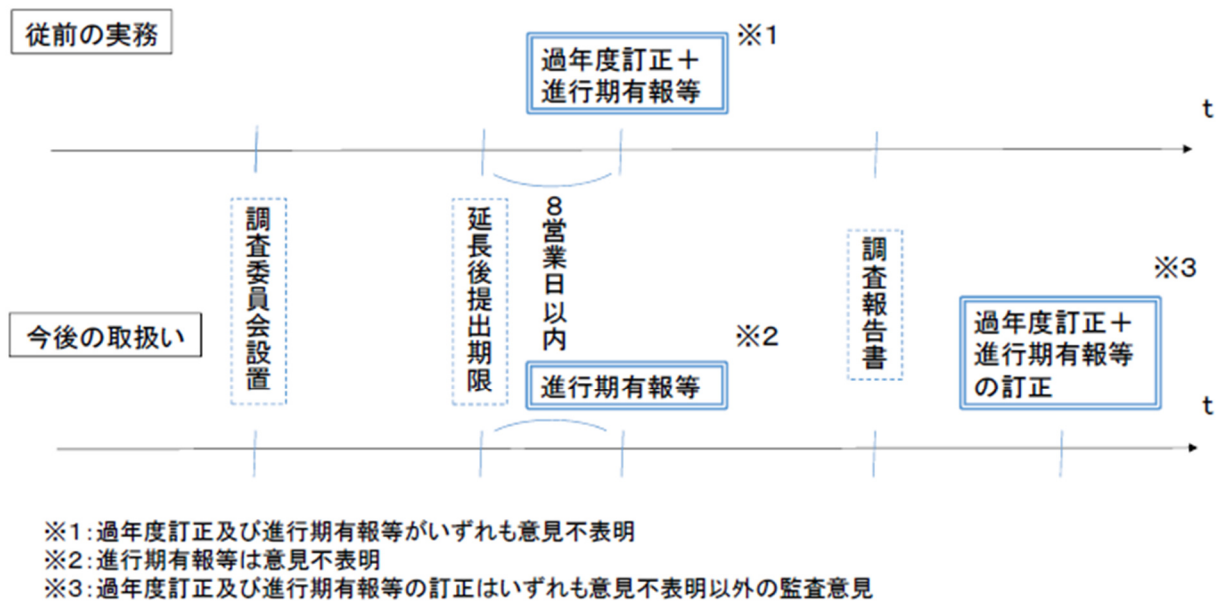 従前の実務
※1
過年度訂正＋
進行期有報等
t
調査委員会設置
延長後提出期限
8営業日以内
調査報告書
※3
今後の取扱い
※2
過年度訂正＋
進行期有報等
の訂正
進行期有報等
t
※1：過年度訂正及び進行期有報等がいずれも意見不表明
※2：進行期有報等は意見不表明
※3：過年度訂正及び進行期有報等の訂正はいずれも意見不表明以外の監査意見